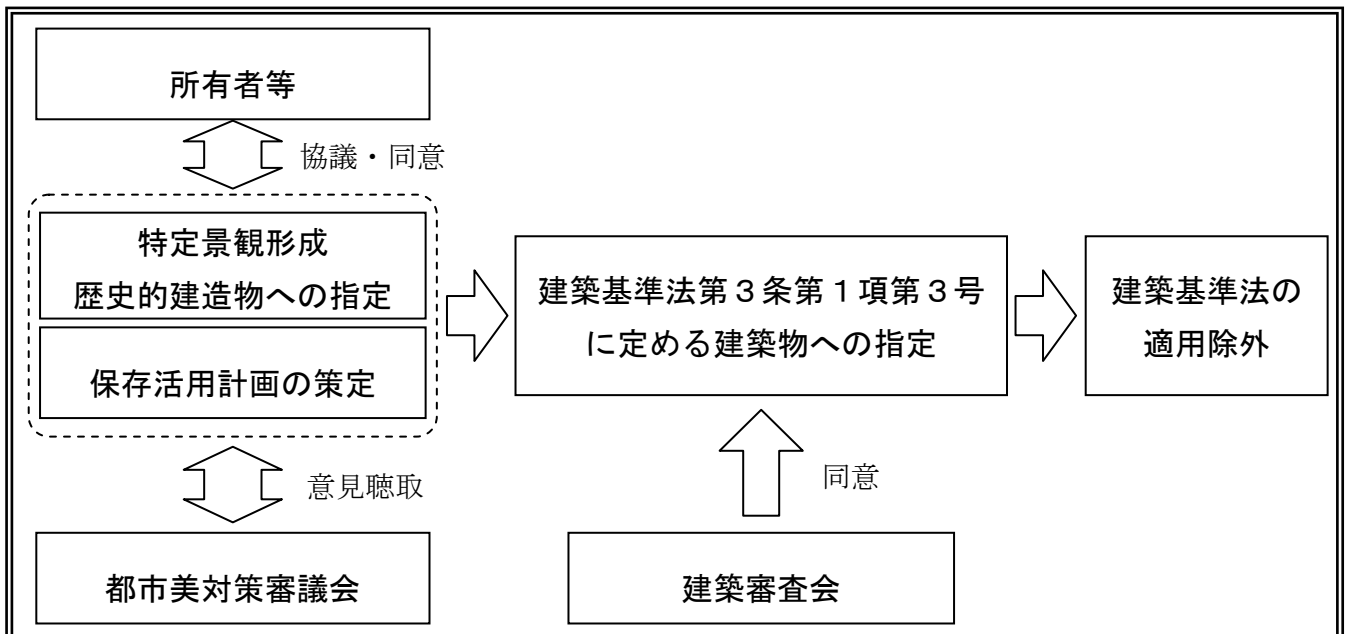 所有者等
協議・同意
特定景観形成
歴史的建造物への指定
保存活用計画の策定
意見聴取
都市美対策審議会
建築基準法第３条第１項第３号
に定める建築物への指定
同意
建築審査会
建築基準法の
適用除外